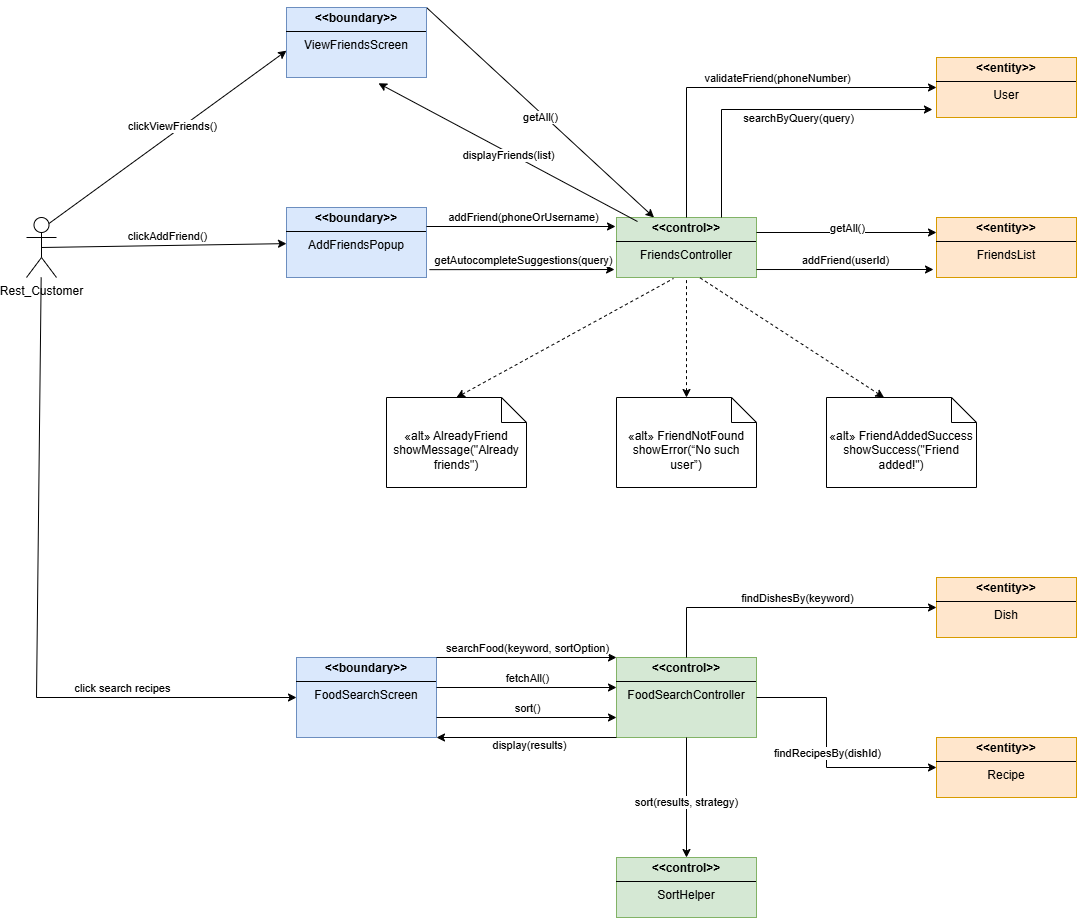 <<boundary>>
ViewFriendsScreen
<<entity>>
User
validateFriend(phoneNumber)
searchByQuery(query)
getAll()
clickViewFriends()
displayFriends(list)
<<boundary>>
AddFriendsPopup
addFriend(phoneOrUsername)
getAutocompleteSuggestions(query)
clickAddFriend()
<<control>>
FriendsController
getAll()
addFriend(userId)
<<entity>>
FriendsList
Rest_Customer
«alt» AlreadyFriend
showMessage("Already
friends")
«alt» FriendNotFound
showError(“No such
user”)
«alt» FriendAddedSuccess
showSuccess("Friend
added!")
<<entity>>
Dish
findDishesBy(keyword)
searchFood(keyword, sortOption)
<<boundary>>
FoodSearchScreen
fetchAll()
sort()
display(results)
<<control>>
FoodSearchController
click search recipes
findRecipesBy(dishId)
<<entity>>
Recipe
sort(results, strategy)
<<control>>
SortHelper